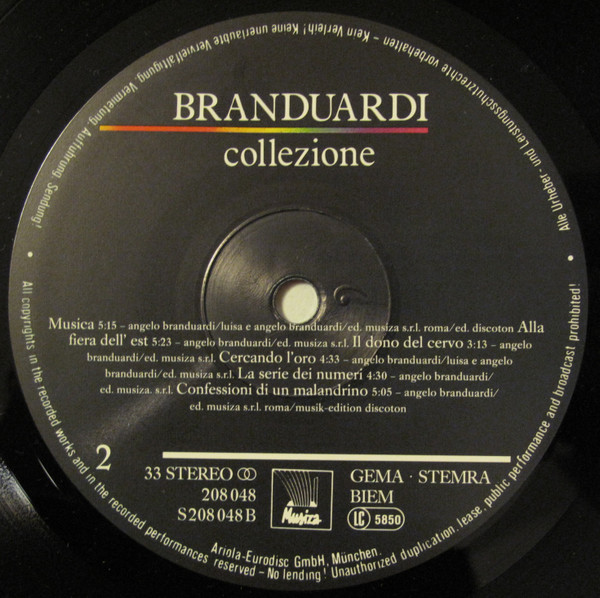 Alle Urheber- und Leistungsschutzrechte vorbehalten – Kein Verleih! Keine unerlaubte Vervielfältigung, Vermietung, Aufführung, Sendung!
BRANDUARDI
collezione
Musica 5:15 – angelo branduardi/luisa e angelo branduardi/ed. musiza s.r.l. roma/ed. discoton Alla
fiera dell' est 5:23 – angelo branduardi/ed. musiza s.r.l. Il dono del cervo 3:13 – angelo
branduardi/ed. musiza s.r.l. Cercando l'oro 4:33 – angelo branduardi/luisa e angelo
branduardi/ed. musiza s.r.l. La serie dei numeri 4:30 – angelo branduardi/
ed. musiza. s.r.l. Confessioni di un malandrino 5:05 – angelo branduardi/
ed. musiza s.r.l. roma/musik-edition discoton
2
33 STEREO
208 048
S 208 048 B
Musiza
GEMA · STEMRA
BIEM
LC 5850
Ariola-Eurodisc GmbH, München.
All copyrights in the recorded works and in the recorded performances reserved – No lending! Unauthorized duplication, lease, public performance and broadcast prohibited!